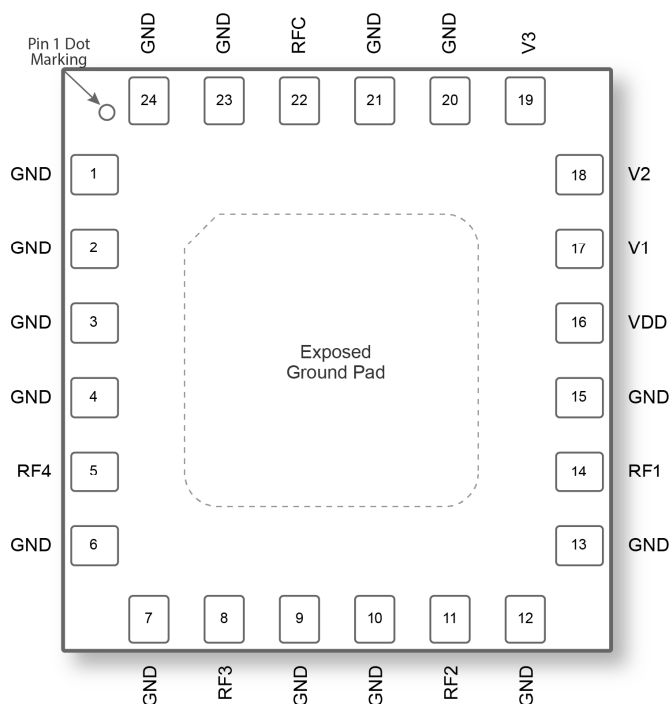 GND GND RFC GND GND V3
Pin 1 Dot
Marking
24 23 22 21 20 19
GND 1 18 V2
GND 2 17 V1
GND 3 16 VDD
Exposed
Ground Pad
GND 4 15 GND
RF4 5 14 RF1
GND 6 13 GND
7 8 9 10 11 12
GND RF3 GND GND RF2 GND